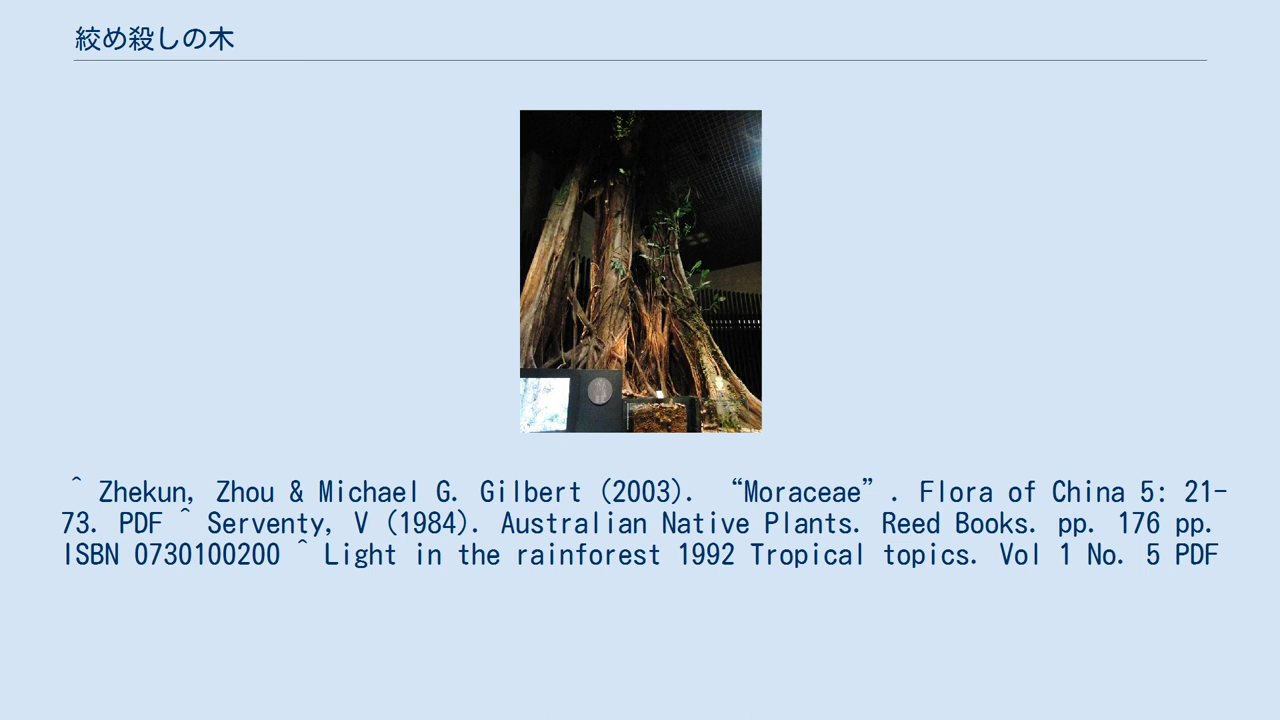 絞め殺しの木
^ Zhekun, Zhou & Michael G. Gilbert (2003). “Moraceae”. Flora of China 5: 21–
73. PDF ^ Serventy, V (1984). Australian Native Plants. Reed Books. pp. 176 pp.
ISBN 0730100200 ^ Light in the rainforest 1992 Tropical topics. Vol 1 No. 5 PDF